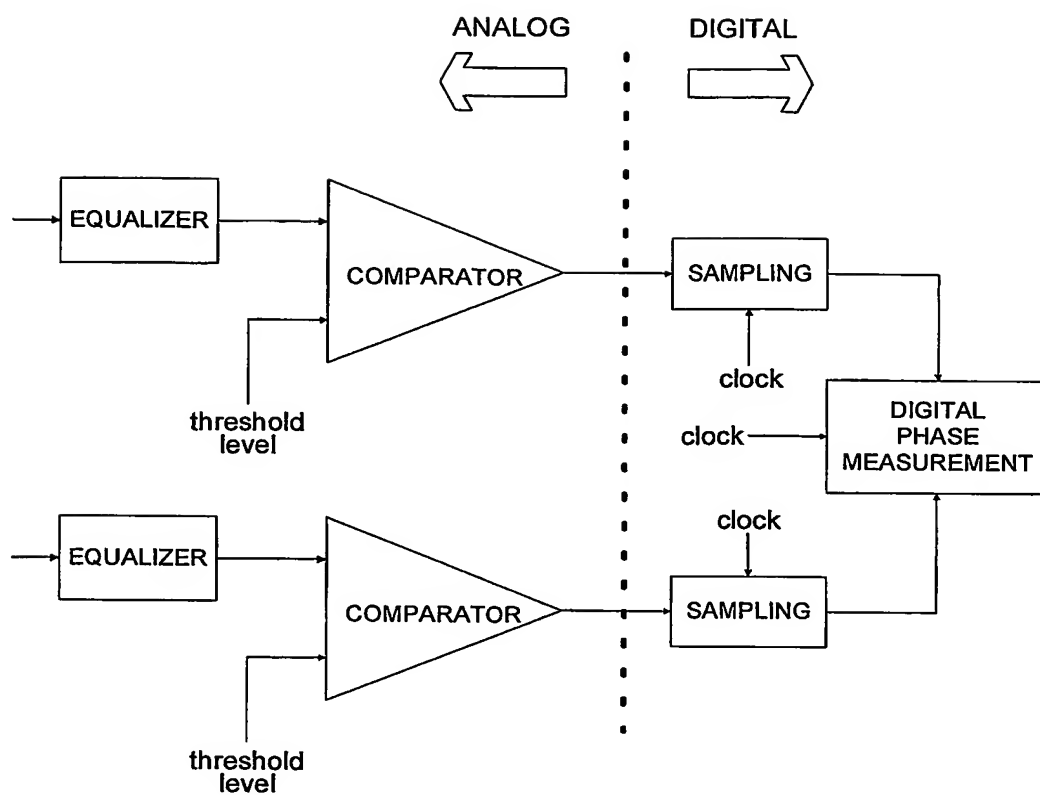 ANALOG
DIGITAL
EQUALIZER
COMPARATOR
SAMPLING
threshold
level
clock
clock
DIGITAL
PHASE
MEASUREMENT
EQUALIZER
COMPARATOR
clock
SAMPLING
threshold
level